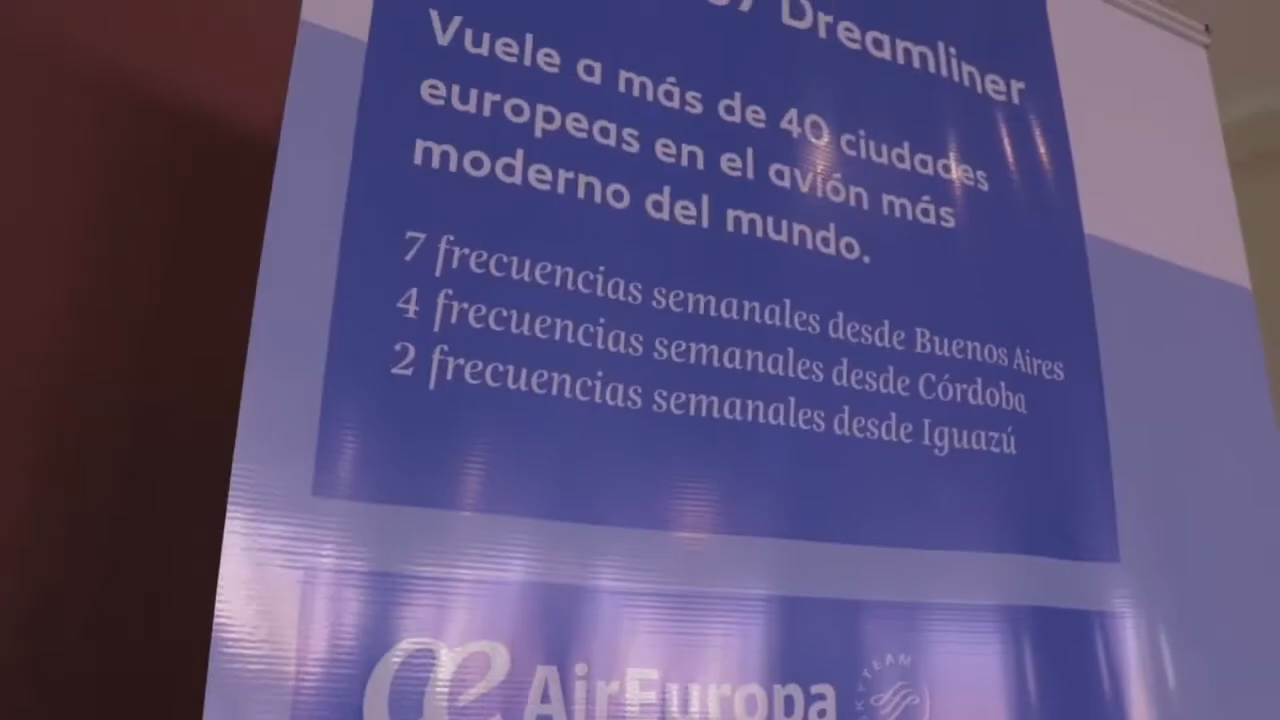 Dreamliner
Vuele a más de 40 ciudades
europeas en el avión más
moderno del mundo.
7 frecuencias semanales desde Buenos Aires
4 frecuencias semanales desde Córdoba
2 frecuencias semanales desde Iguazú
AirEuropa
SKYTEAM